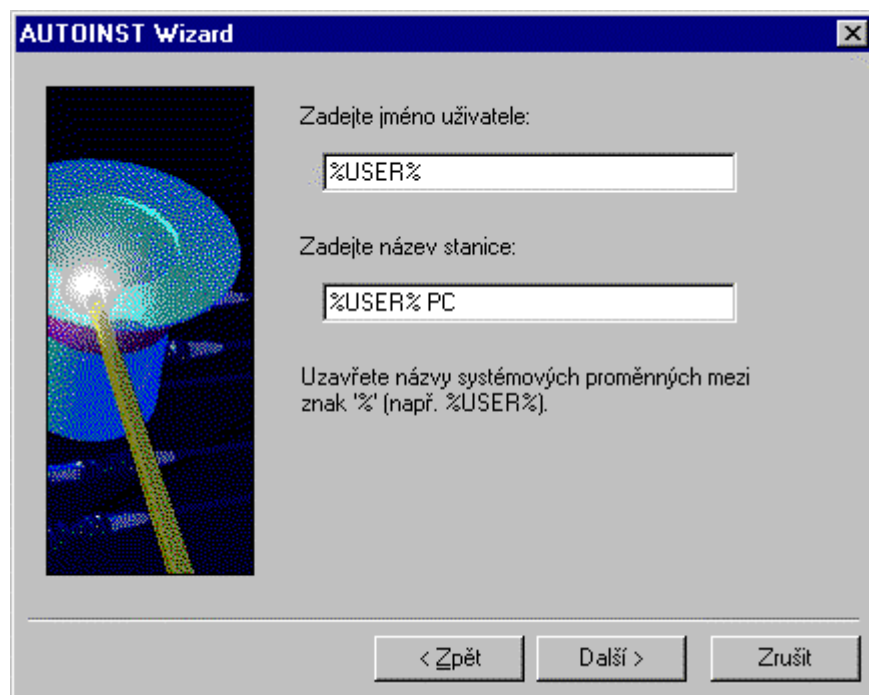 AUTOINST Wizard
Zadejte jméno uživatele:
%USER%
Zadejte název stanice:
%USER% PC
Uzavřete názvy systémových proměnných mezi
znak '%' (např. %USER%).
< Zpět
Další >
Zrušit